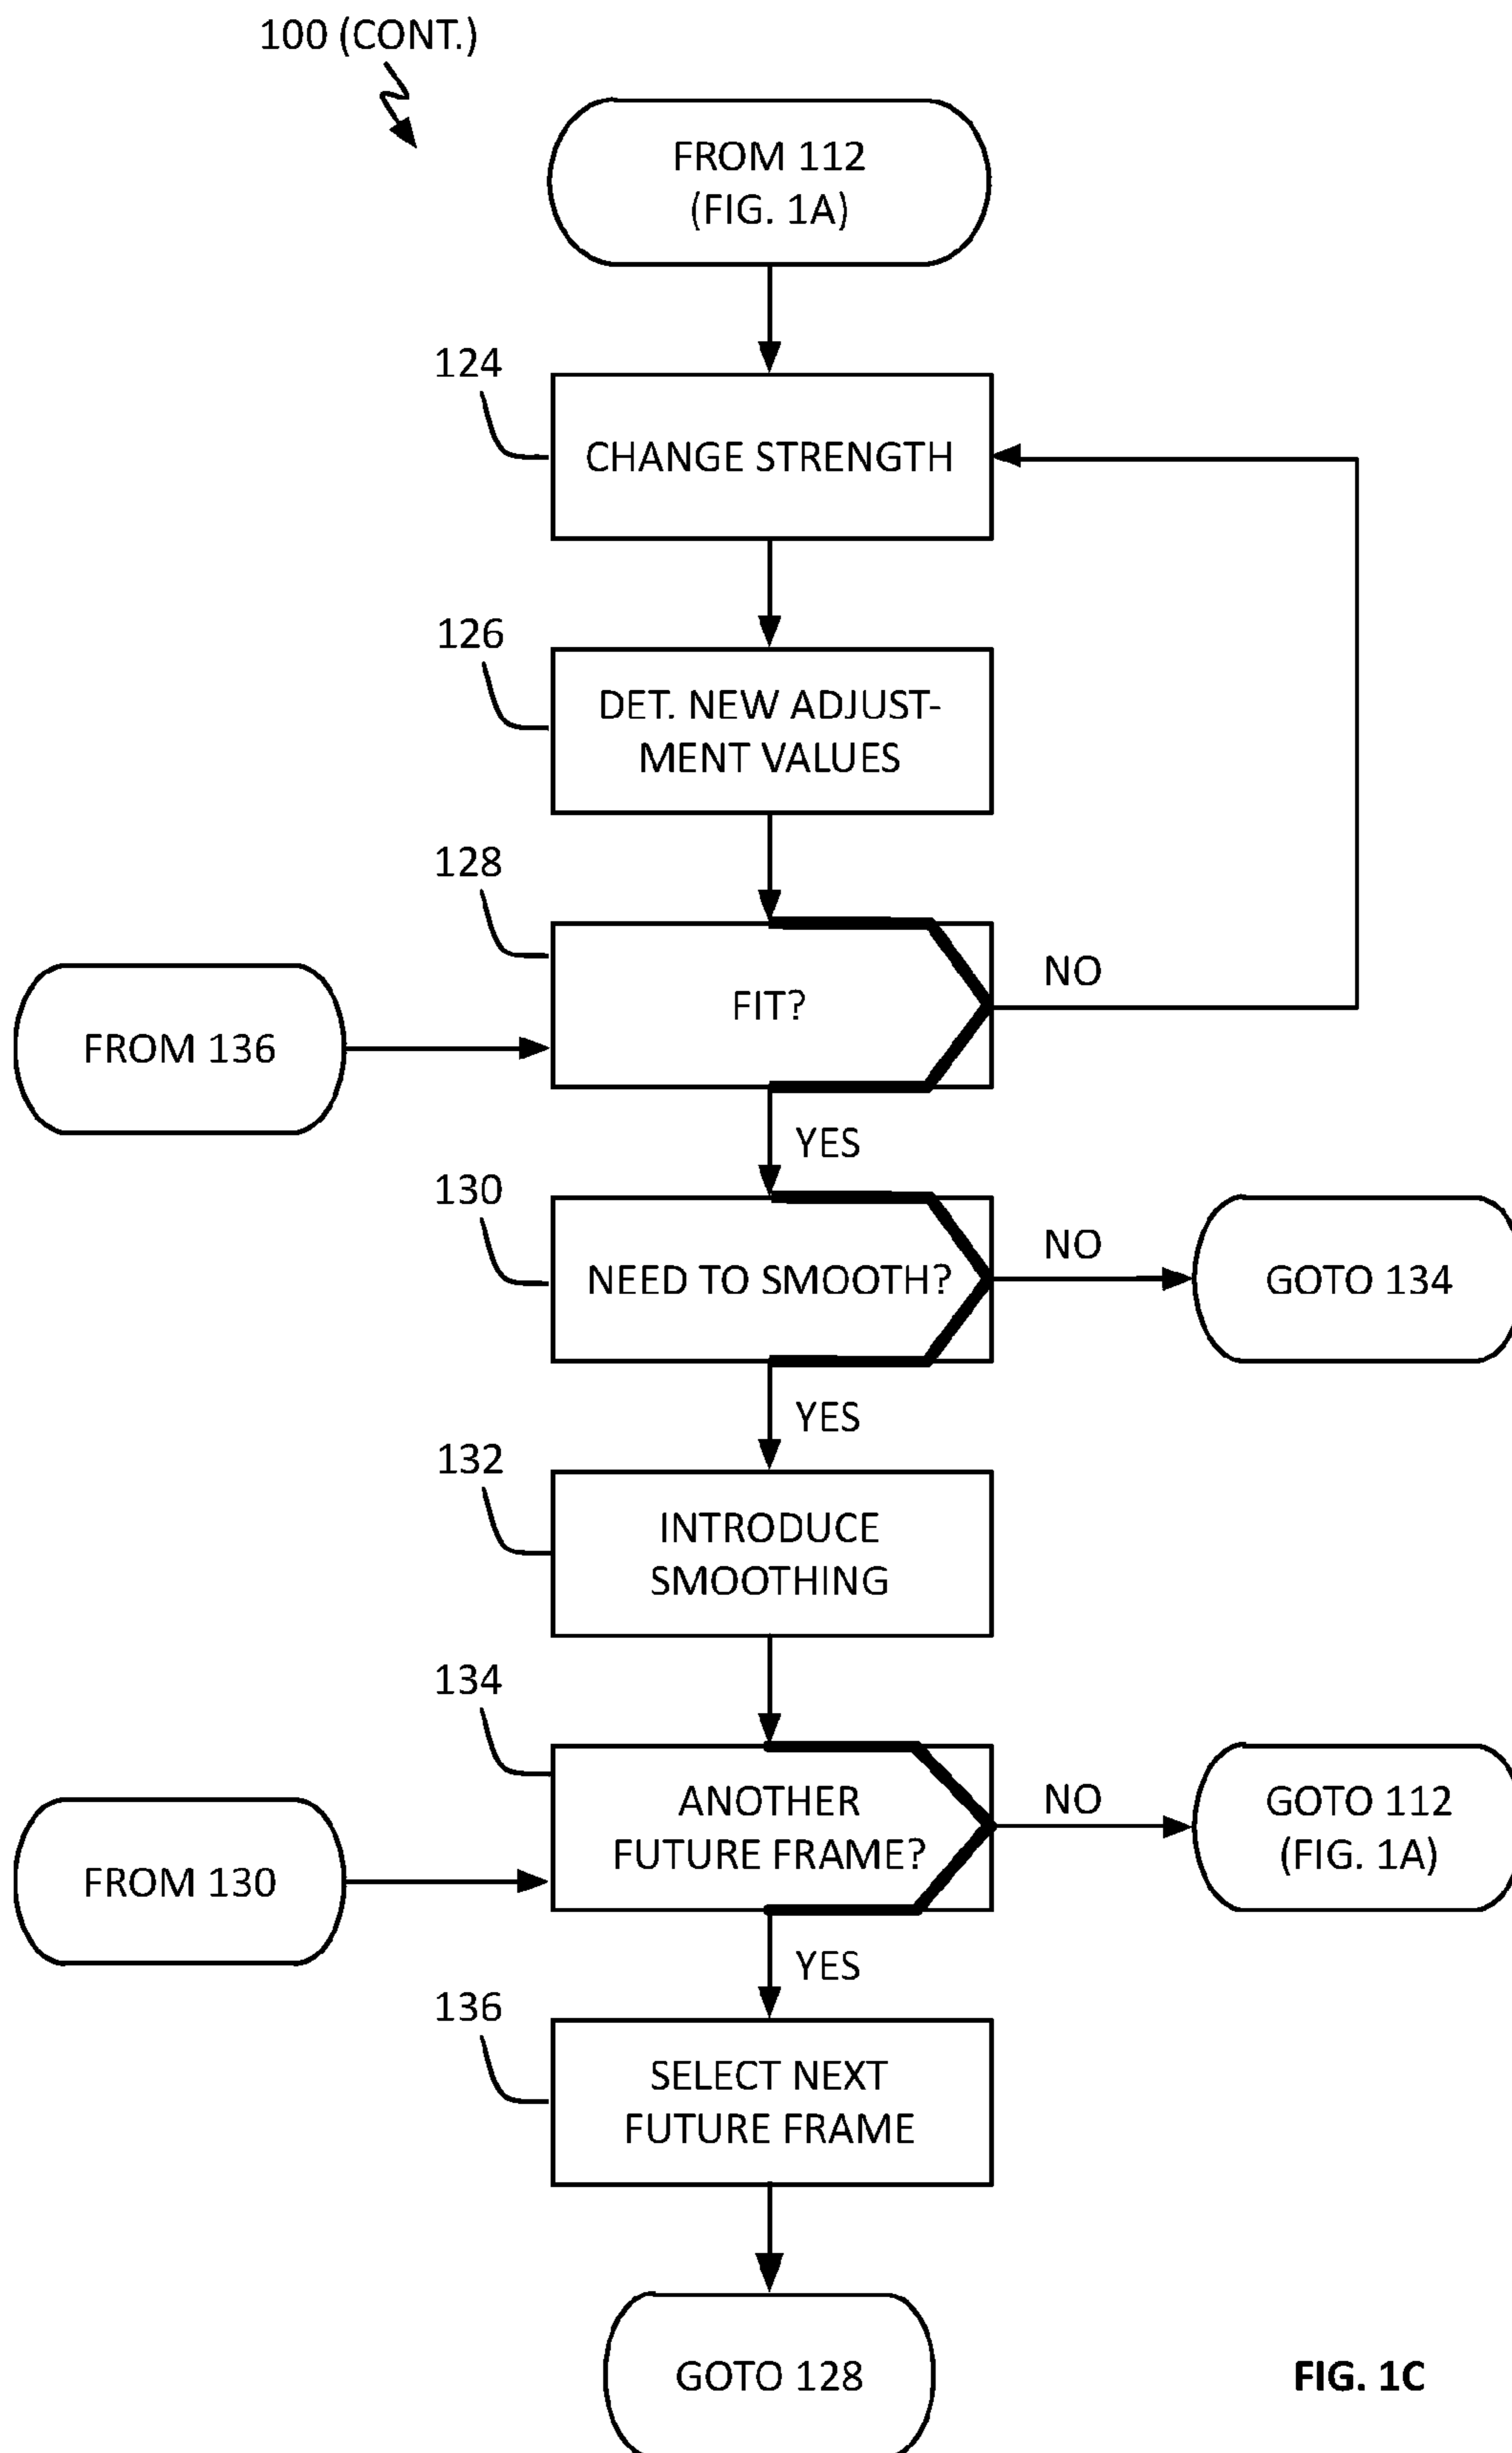 100 (CONT.)
FROM 112
(FIG. 1A)
124
CHANGE STRENGTH
126
DET. NEW ADJUST-
MENT VALUES
128
FIT?
NO
FROM 136
YES
130
NEED TO SMOOTH?
NO
GOTO 134
YES
132
INTRODUCE
SMOOTHING
134
ANOTHER
FUTURE FRAME?
NO
GOTO 112
(FIG. 1A)
FROM 130
YES
136
SELECT NEXT
FUTURE FRAME
GOTO 128
FIG. 1C